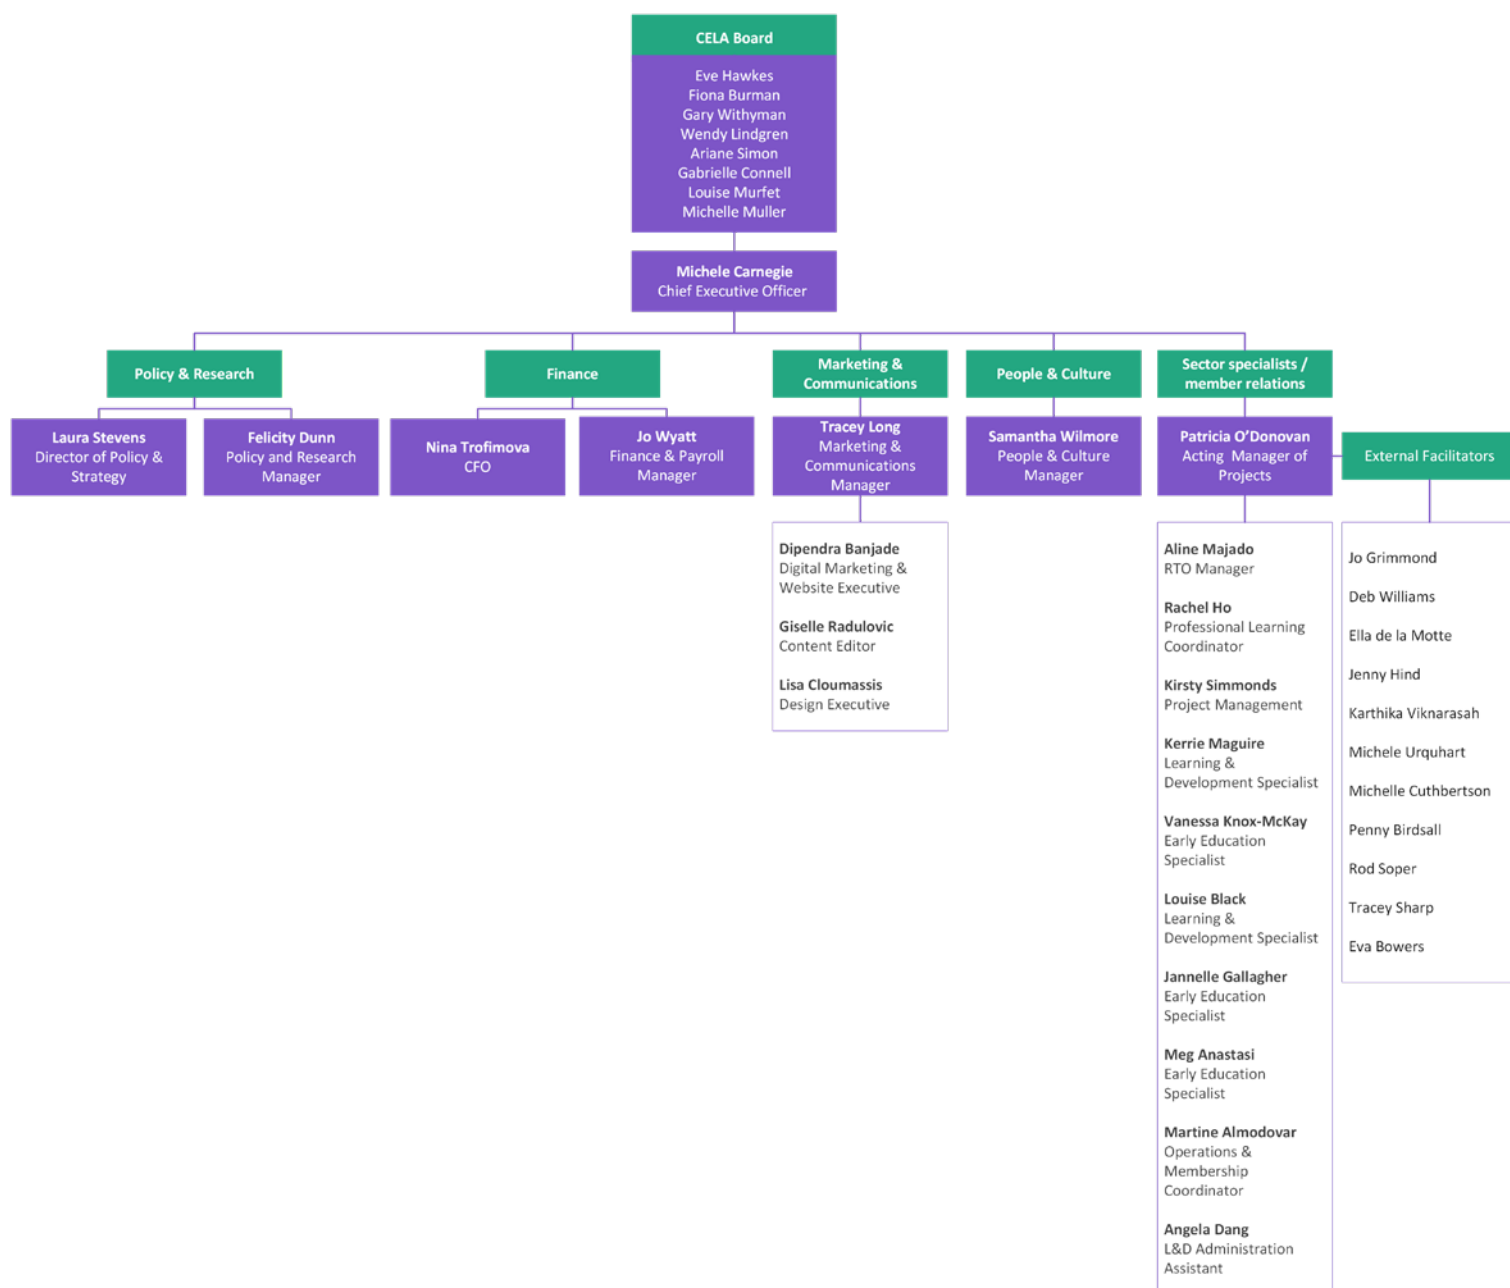 CELA Board
Eve Hawkes
Fiona Burman
Gary Withyman
Wendy Lindgren
Ariane Simon
Gabrielle Connell
Louise Murfet
Michelle Muller
Michele Carnegie
Chief Executive Officer
Policy & Research
Laura Stevens
Director of Policy &
Strategy
Felicity Dunn
Policy and Research
Manager
Finance
Nina Trofimova
CFO
Jo Wyatt
Finance & Payroll
Manager
Marketing &
Communications
Tracey Long
Marketing &
Communications
Manager
Dipendra Banjade
Digital Marketing &
Website Executive
Giselle Radulovic
Content Editor
Lisa Cloumassis
Design Executive
People & Culture
Samantha Wilmore
People & Culture
Manager
Sector specialists /
member relations
Patricia O’Donovan
Acting Manager of
Projects
Aline Majado
RTO Manager
Rachel Ho
Professional Learning
Coordinator
Kirsty Simmonds
Project Management
Kerrie Maguire
Learning &
Development Specialist
Vanessa Knox-McKay
Early Education
Specialist
Louise Black
Learning &
Development Specialist
Jannelle Gallagher
Early Education
Specialist
Meg Anastasi
Early Education
Specialist
Martine Almodovar
Operations &
Membership
Coordinator
Angela Dang
L&D Administration
Assistant
External Facilitators
Jo Grimmond
Deb Williams
Ella de la Motte
Jenny Hind
Karthika Viknarasah
Michele Urquhart
Michelle Cuthbertson
Penny Birdsall
Rod Soper
Tracey Sharp
Eva Bowers